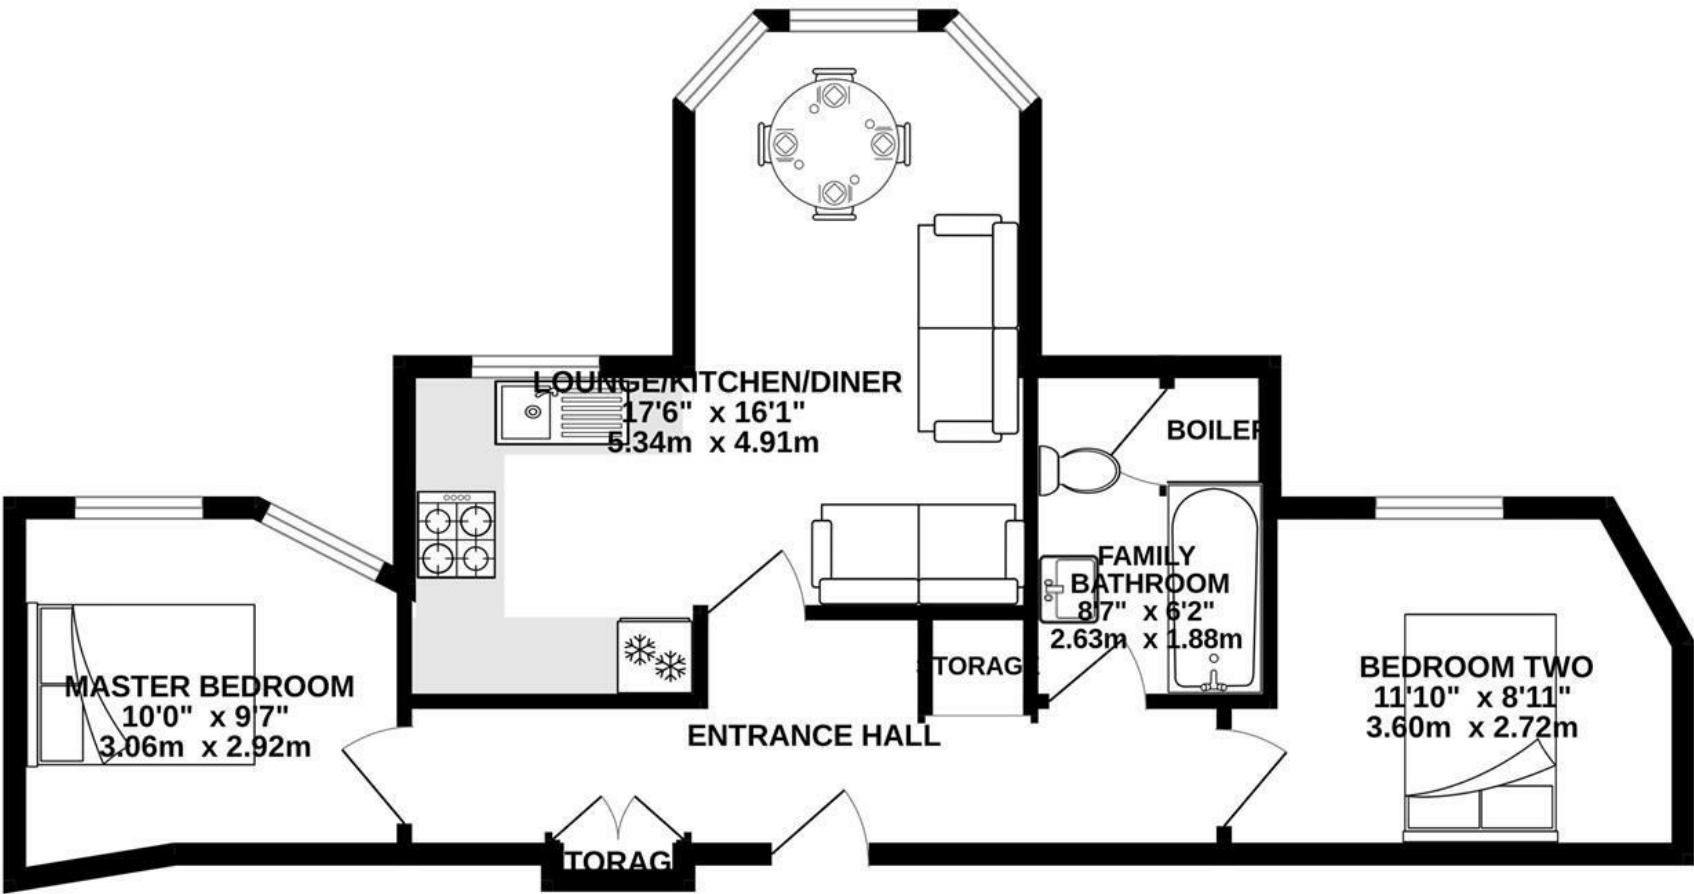 LOUNGE/KITCHEN/DINER
17'6" x 16'1"
5.34m x 4.91m
BOILER
FAMILY
BATHROOM
8'7" x 6'2"
2.63m x 1.88m
TORAG
MASTER BEDROOM
10'0" x 9'7"
3.06m x 2.92m
BEDROOM TWO
11'10" x 8'11"
3.60m x 2.72m
ENTRANCE HALL
TORAG